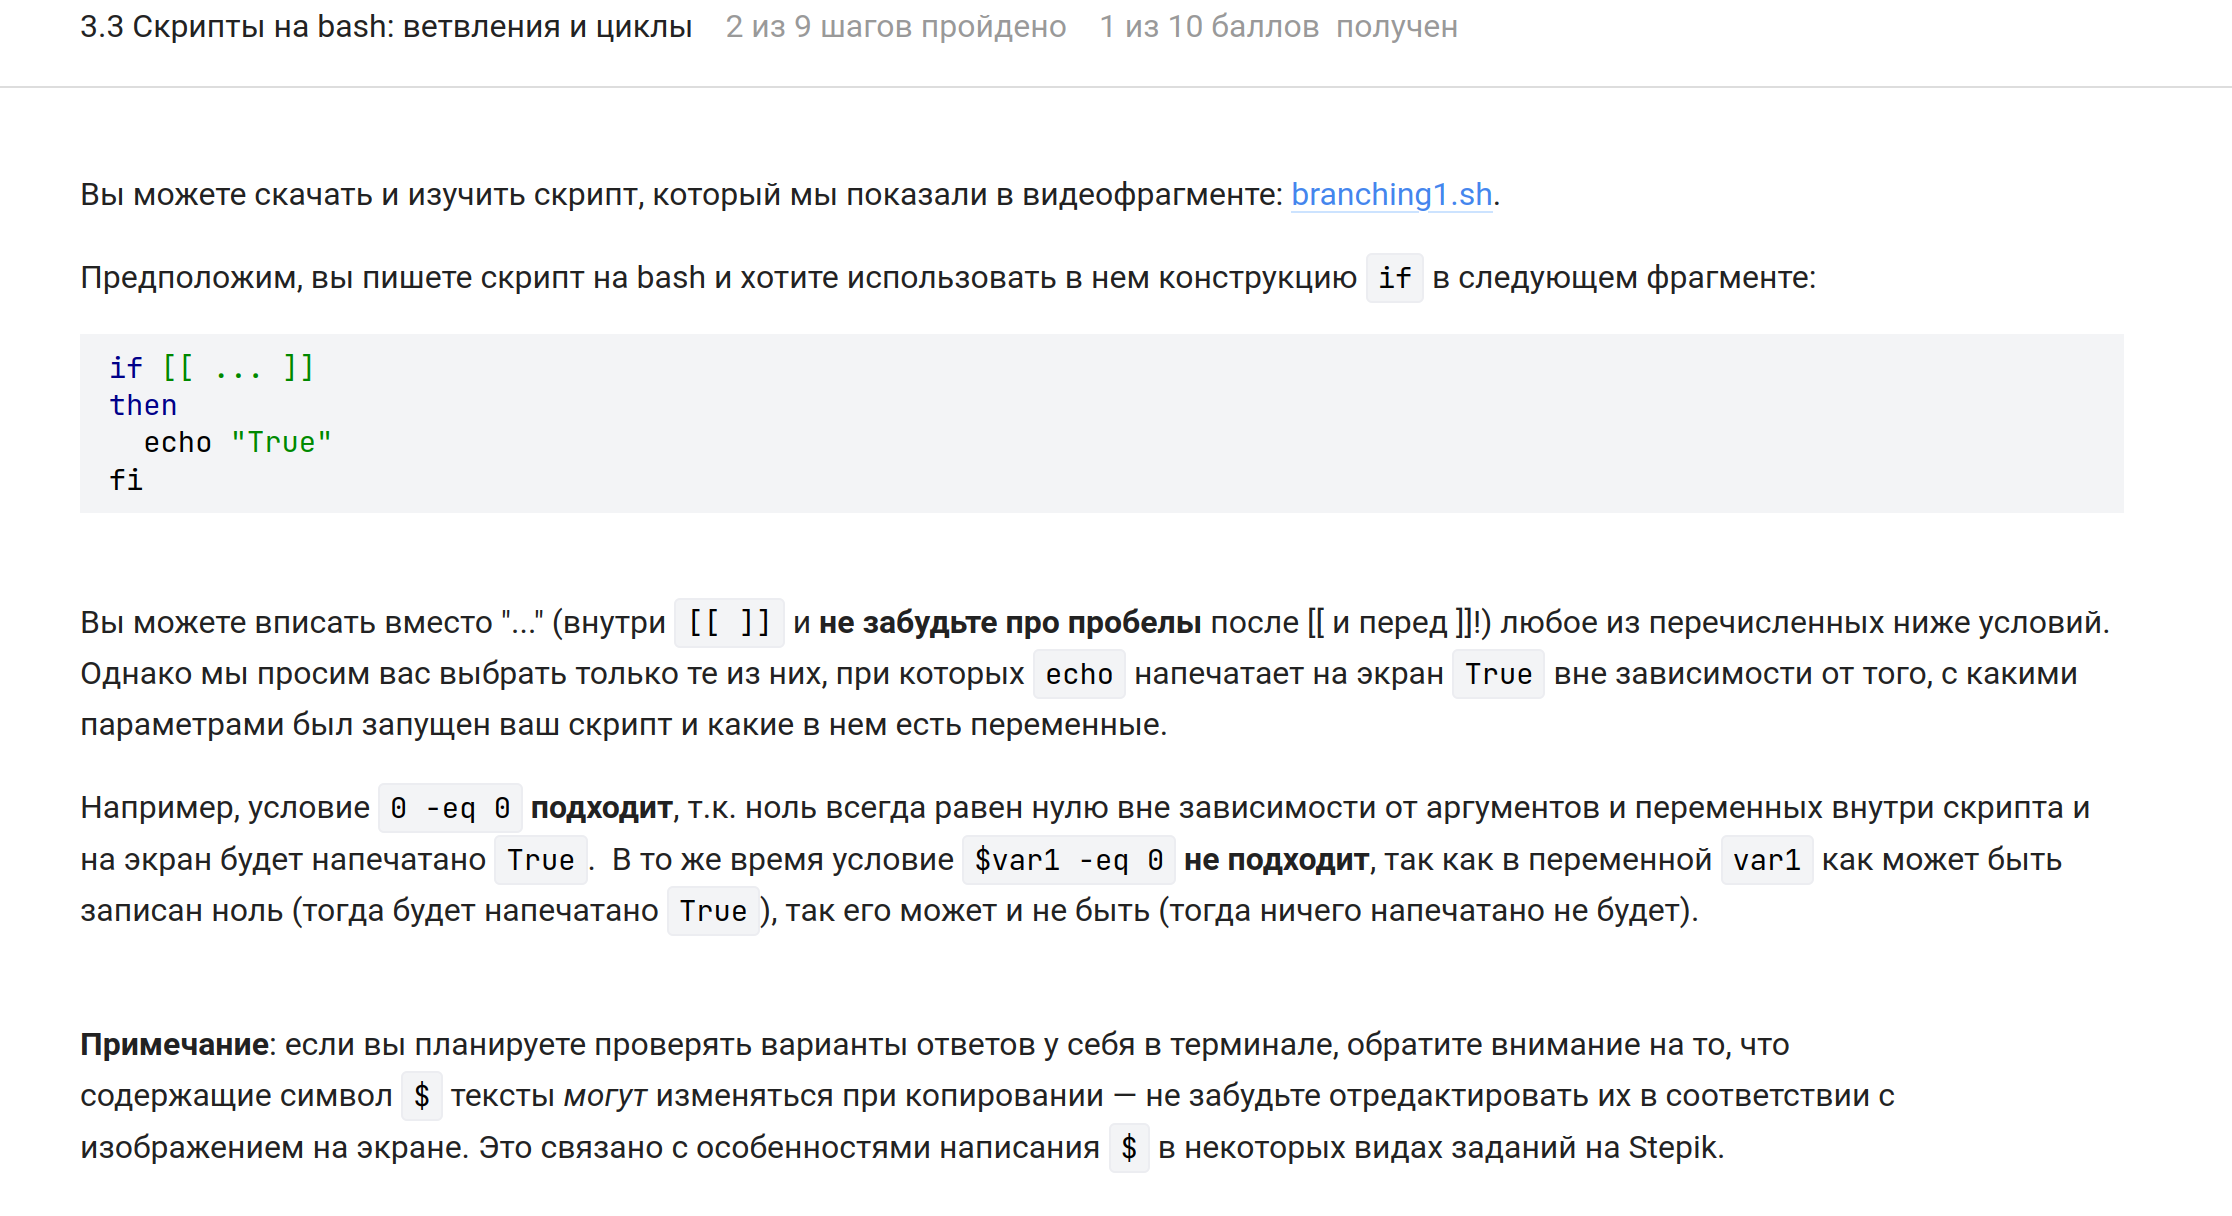 3.3 Скрипты на bash: ветвления и циклы 2 из 9 шагов пройдено 1 из 10 баллов получен
Вы можете скачать и изучить скрипт, который мы показали в видеофрагменте: branching1.sh.
Предположим, вы пишете скрипт на bash и хотите использовать в нем конструкцию if в следующем фрагменте:
if [[ ... ]]
then
  echo "True"
fi
Вы можете вписать вместо "..." (внутри [[ ]] и не забудьте про пробелы после [[ и перед ]]!) любое из перечисленных ниже условий.
Однако мы просим вас выбрать только те из них, при которых echo напечатает на экран True вне зависимости от того, с какими
параметрами был запущен ваш скрипт и какие в нем есть переменные.
Например, условие 0 -eq 0 подходит, т.к. ноль всегда равен нулю вне зависимости от аргументов и переменных внутри скрипта и
на экран будет напечатано True. В то же время условие $var1 -eq 0 не подходит, так как в переменной var1 как может быть
записан ноль (тогда будет напечатано True), так его может и не быть (тогда ничего напечатано не будет).
Примечание: если вы планируете проверять варианты ответов у себя в терминале, обратите внимание на то, что
содержащие символ $ тексты могут изменяться при копировании — не забудьте отредактировать их в соответствии с
изображением на экране. Это связано с особенностями написания $ в некоторых видах заданий на Stepik.